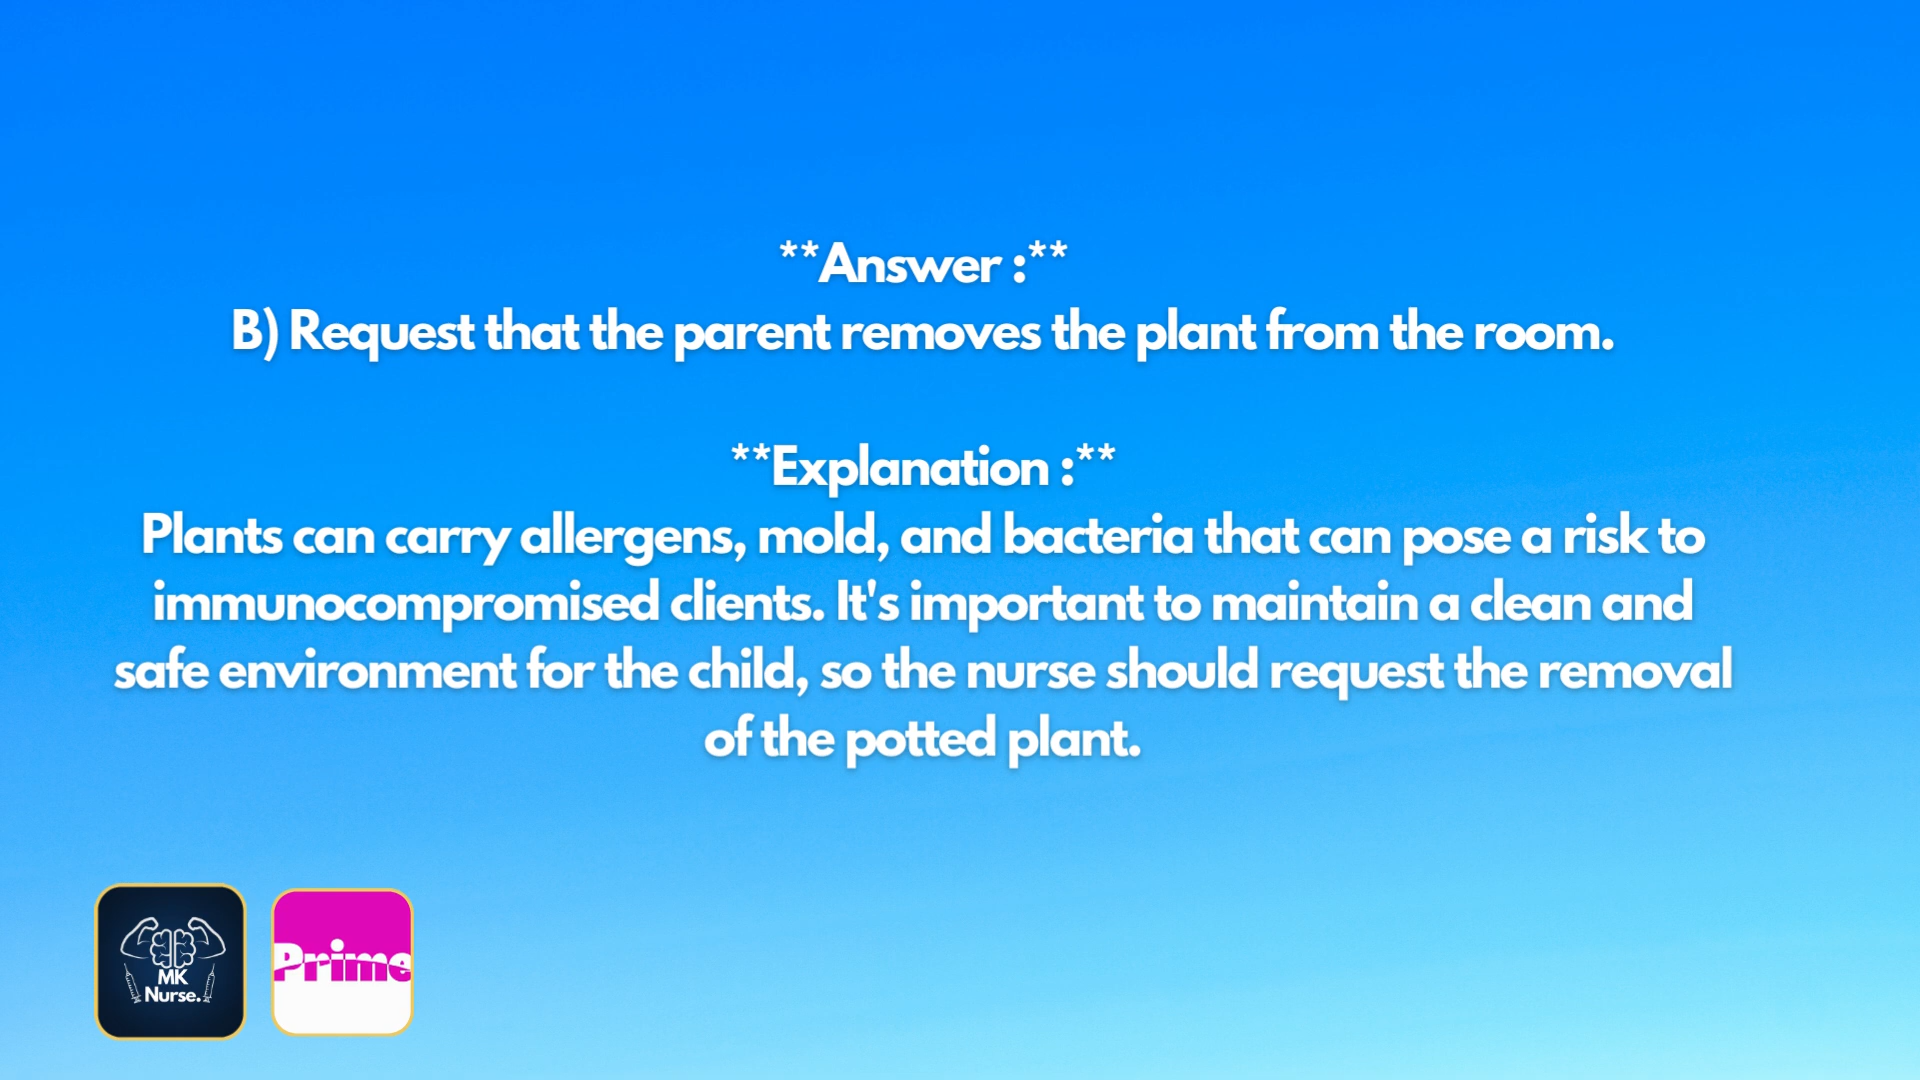 **Answer :**
B) Request that the parent removes the plant from the room.
**Explanation :**
Plants can carry allergens, mold, and bacteria that can pose a risk to
immunocompromised clients. It's important to maintain a clean and
safe environment for the child, so the nurse should request the removal
of the potted plant.
MK
Nurse.
Prime